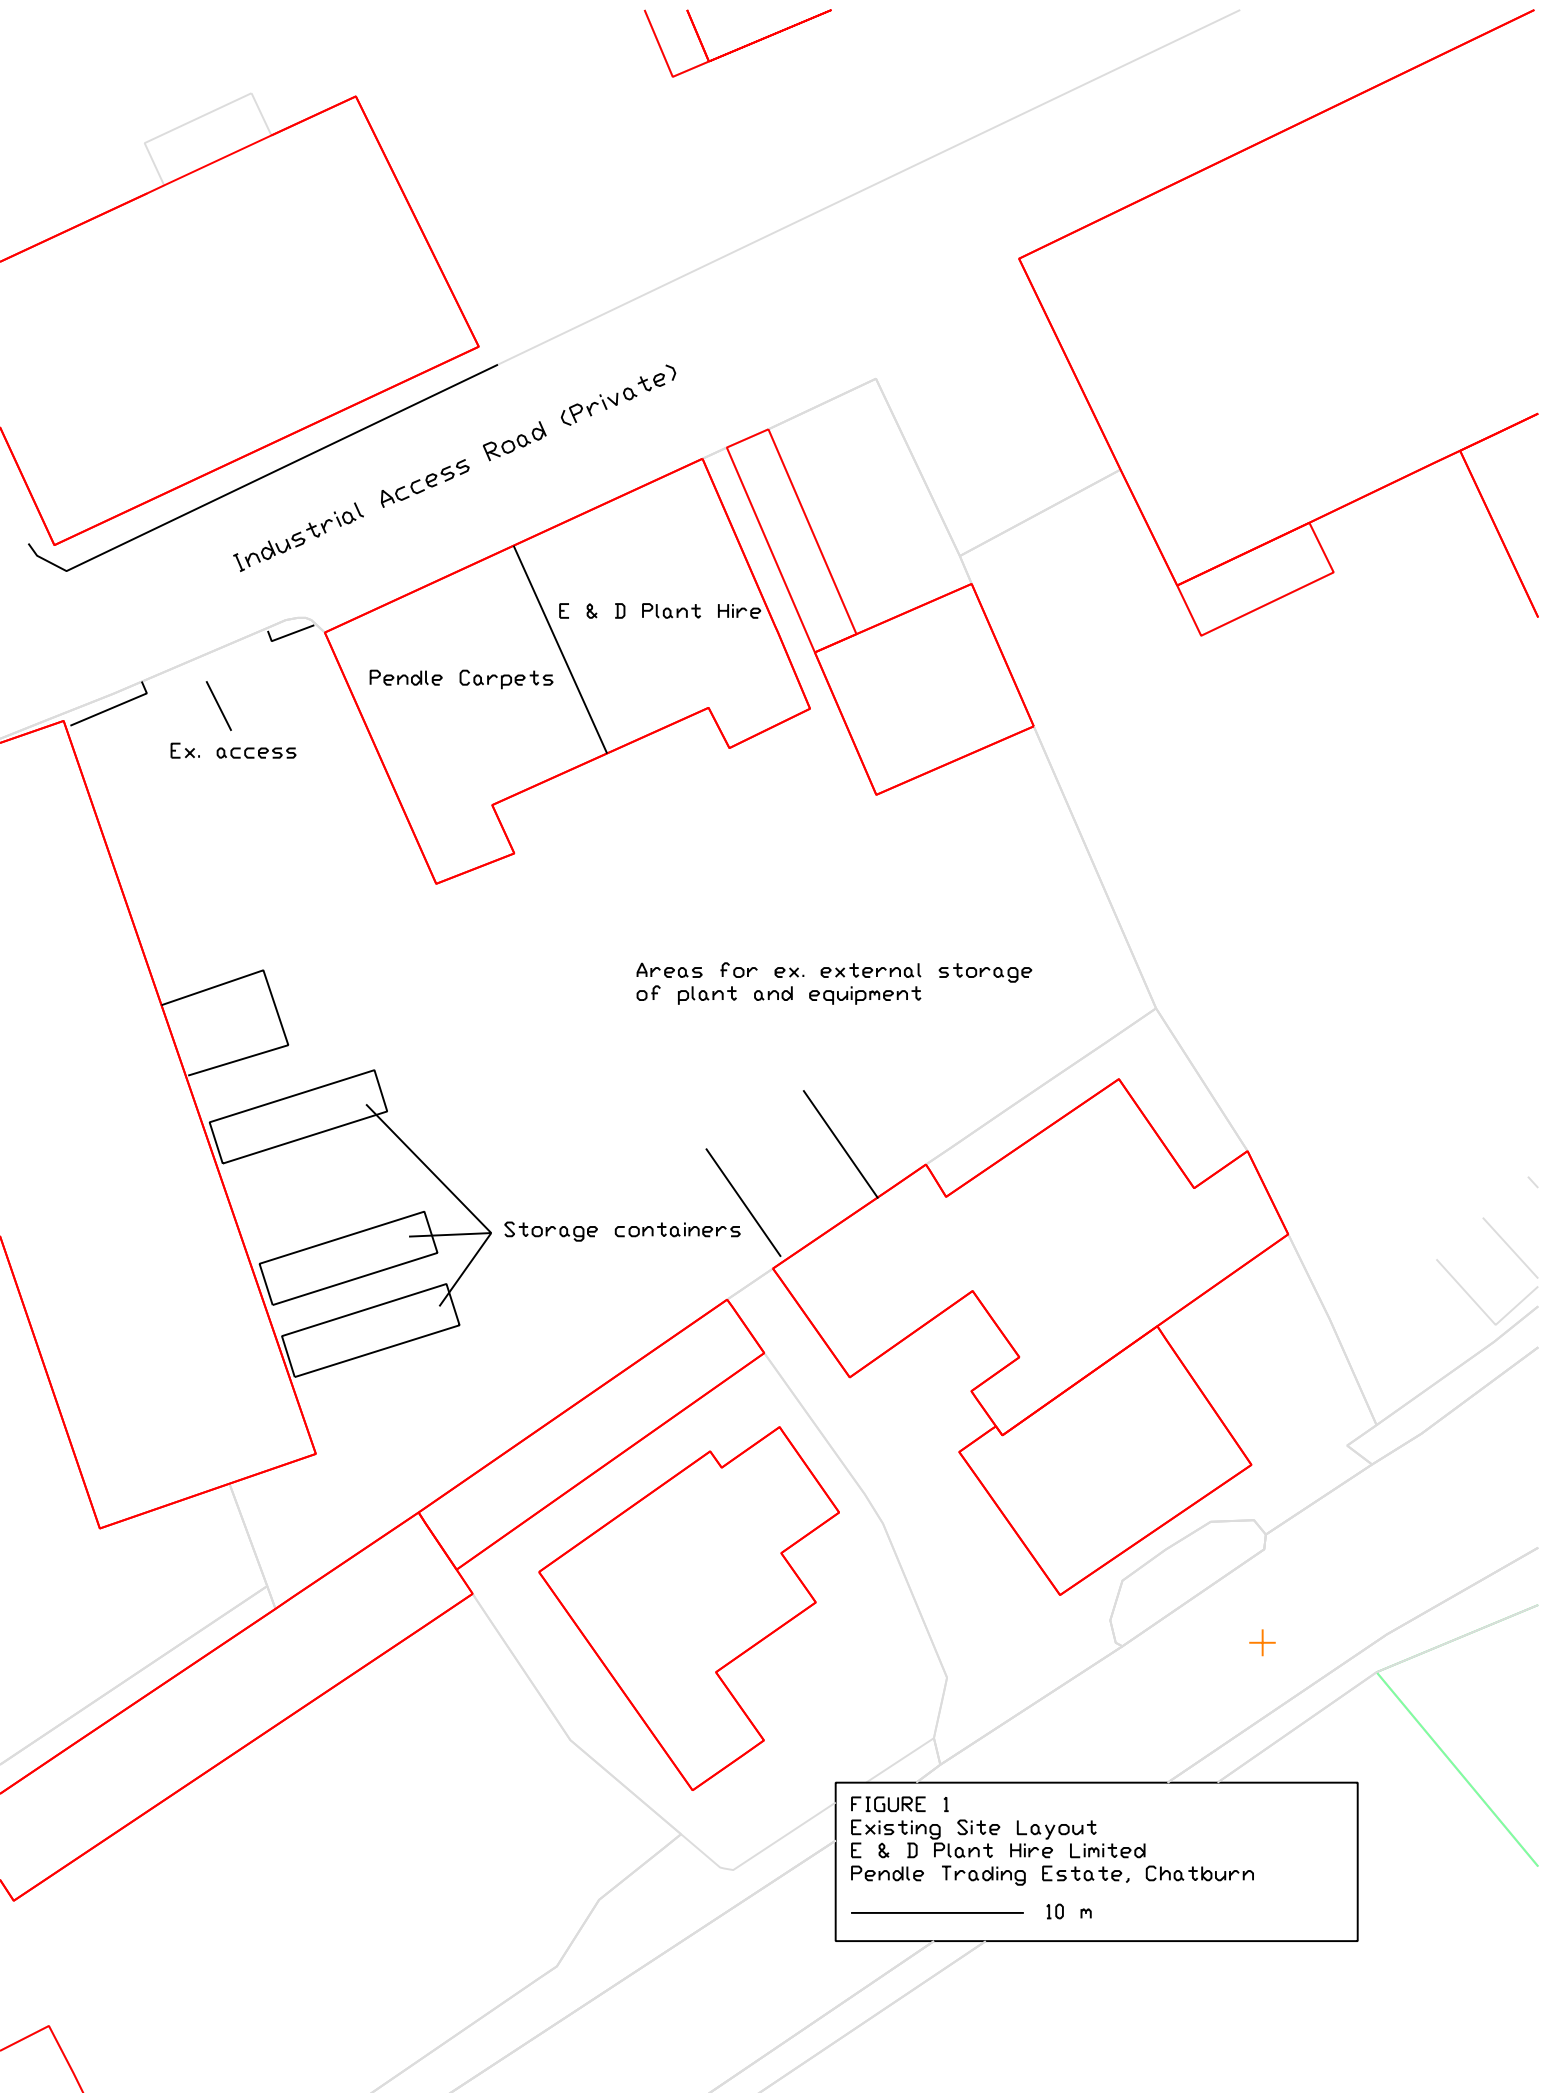 Industrial Access Road (Private)
E & D Plant Hire
Pendle Carpets
Ex. access
Areas for ex. external storage
of plant and equipment
Storage containers
FIGURE 1
Existing Site Layout
E & D Plant Hire Limited
Pendle Trading Estate, Chatburn
10 m